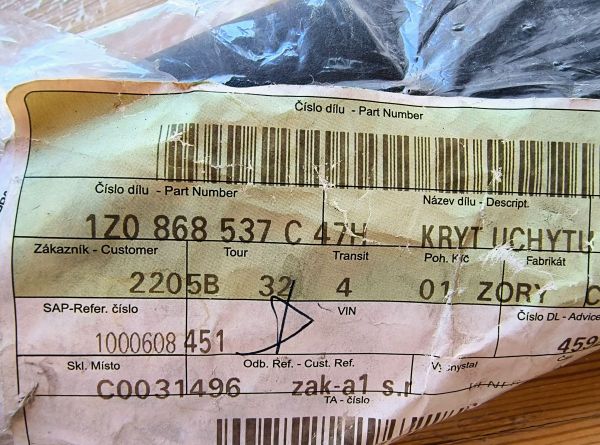 Číslo dílu - Part Number
Číslo dílu - Part Number Název dílu - Descript.
1Z0 868 537 C 47H KRYT UCHYTU
Zákazník - Customer Tour Transit Poh. Kíč Fabrikát
2205B 32 4 01 ZORY C
SAP-Refer. číslo VIN Číslo DL - Advice
1000608 451 459
Skl. Místo Odb. Ref. - Cust. Ref.
C0031496 zak-a1 s.r
TA - číslo